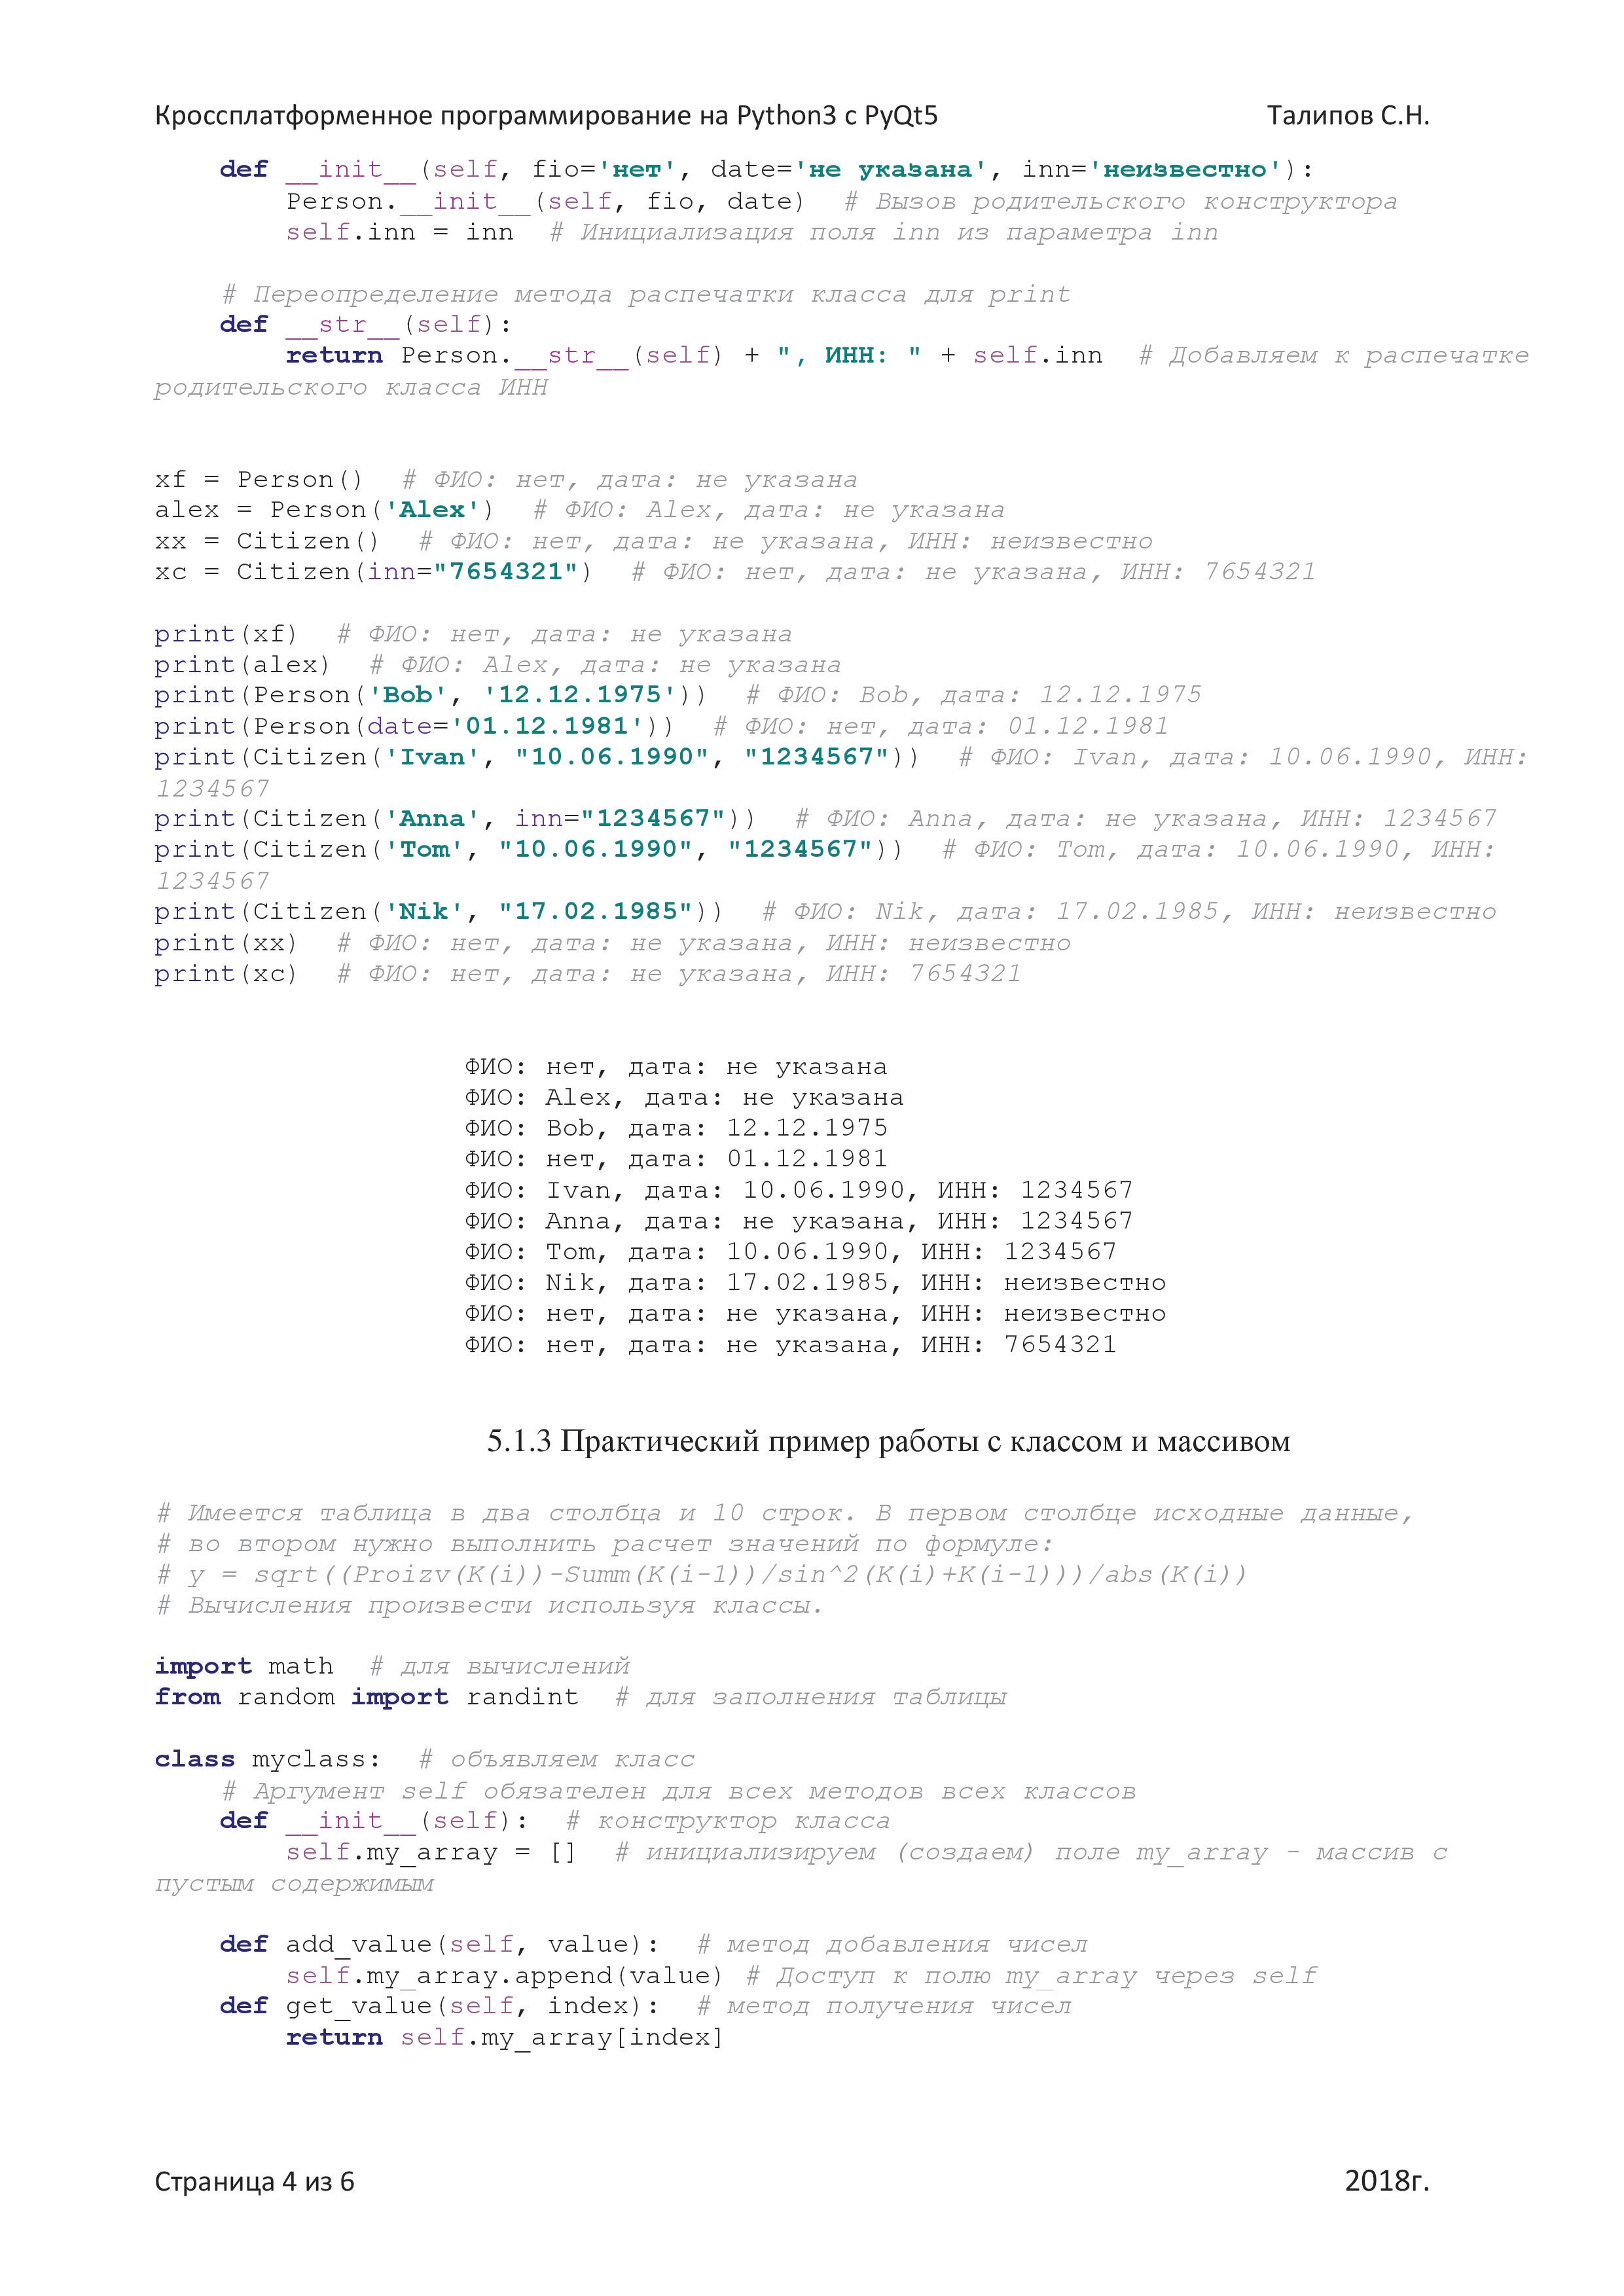 Кроссплатформенное программирование на Python3 с PyQt5 Талипов С.Н.
    def __init__(self, fio='нет', date='не указана', inn='неизвестно'):
        Person.__init__(self, fio, date)  # Вызов родительского конструктора
        self.inn = inn  # Инициализация поля inn из параметра inn

    # Переопределение метода распечатки класса для print
    def __str__(self):
        return Person.__str__(self) + ", ИНН: " + self.inn  # Добавляем к распечатке
родительского класса ИНН

xf = Person()  # ФИО: нет, дата: не указана
alex = Person('Alex')  # ФИО: Alex, дата: не указана
xx = Citizen()  # ФИО: нет, дата: не указана, ИНН: неизвестно
xc = Citizen(inn="7654321")  # ФИО: нет, дата: не указана, ИНН: 7654321

print(xf)  # ФИО: нет, дата: не указана
print(alex)  # ФИО: Alex, дата: не указана
print(Person('Bob', '12.12.1975'))  # ФИО: Bob, дата: 12.12.1975
print(Person(date='01.12.1981'))  # ФИО: нет, дата: 01.12.1981
print(Citizen('Ivan', "10.06.1990", "1234567"))  # ФИО: Ivan, дата: 10.06.1990, ИНН:
1234567
print(Citizen('Anna', inn="1234567"))  # ФИО: Anna, дата: не указана, ИНН: 1234567
print(Citizen('Tom', "10.06.1990", "1234567"))  # ФИО: Tom, дата: 10.06.1990, ИНН:
1234567
print(Citizen('Nik', "17.02.1985"))  # ФИО: Nik, дата: 17.02.1985, ИНН: неизвестно
print(xx)  # ФИО: нет, дата: не указана, ИНН: неизвестно
print(xc)  # ФИО: нет, дата: не указана, ИНН: 7654321

ФИО: нет, дата: не указана
ФИО: Alex, дата: не указана
ФИО: Bob, дата: 12.12.1975
ФИО: нет, дата: 01.12.1981
ФИО: Ivan, дата: 10.06.1990, ИНН: 1234567
ФИО: Anna, дата: не указана, ИНН: 1234567
ФИО: Tom, дата: 10.06.1990, ИНН: 1234567
ФИО: Nik, дата: 17.02.1985, ИНН: неизвестно
ФИО: нет, дата: не указана, ИНН: неизвестно
ФИО: нет, дата: не указана, ИНН: 7654321

5.1.3 Практический пример работы с классом и массивом

# Имеется таблица в два столбца и 10 строк. В первом столбце исходные данные,
# во втором нужно выполнить расчет значений по формуле:
# y = sqrt((Proizv(K(i))-Summ(K(i-1))/sin^2(K(i)+K(i-1)))/abs(K(i))
# Вычисления произвести используя классы.

import math  # для вычислений
from random import randint  # для заполнения таблицы

class myclass:  # объявляем класс
    # Аргумент self обязателен для всех методов всех классов
    def __init__(self):  # конструктор класса
        self.my_array = []  # инициализируем (создаем) поле my_array - массив с
пустым содержимым

    def add_value(self, value):  # метод добавления чисел
        self.my_array.append(value) # Доступ к полю my_array через self
    def get_value(self, index):  # метод получения чисел
        return self.my_array[index]

Страница 4 из 6 2018г.